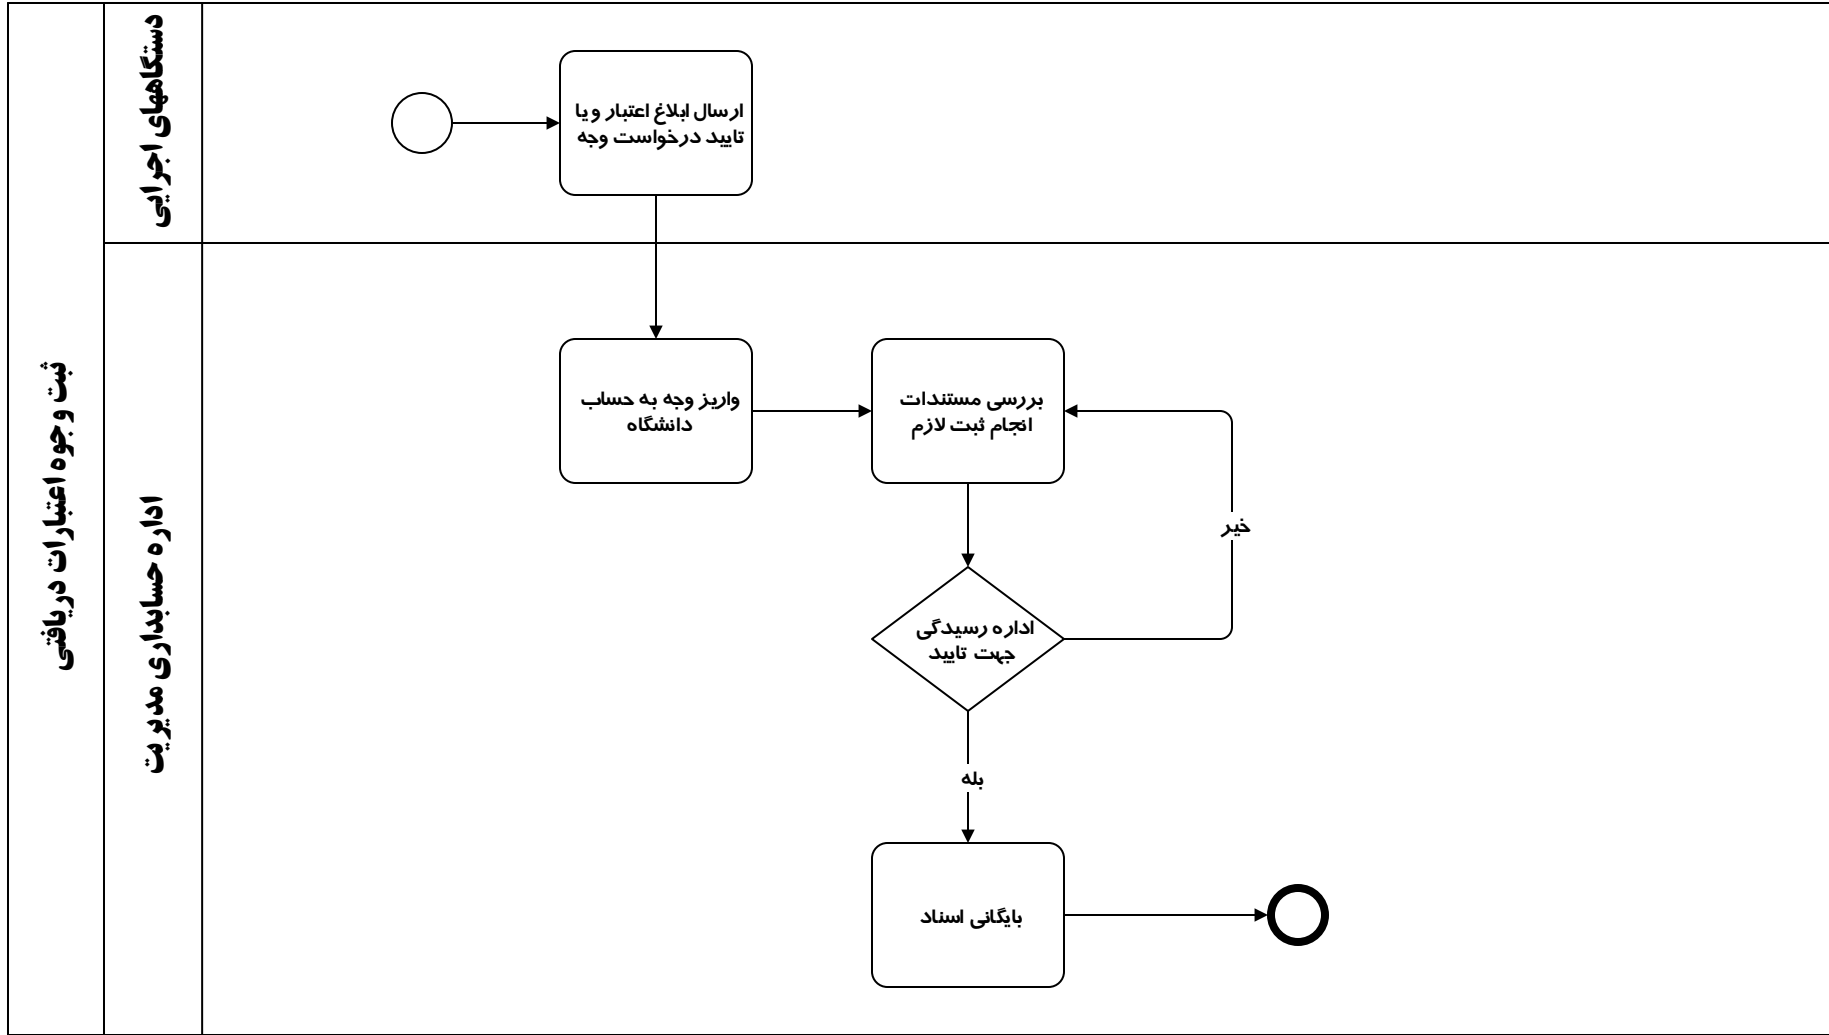 ثبت وجوه اعتبارات دریافتی
دستگاههای اجرایی
ارسال ابلاغ اعتبار و یا
تایید درخواست وجه
اداره حسابداری مدیریت
واریز وجه به حساب
دانشگاه
بررسی مستندات
انجام ثبت لازم
خیر
اداره رسیدگی
جهت تایید
بله
بایگانی اسناد